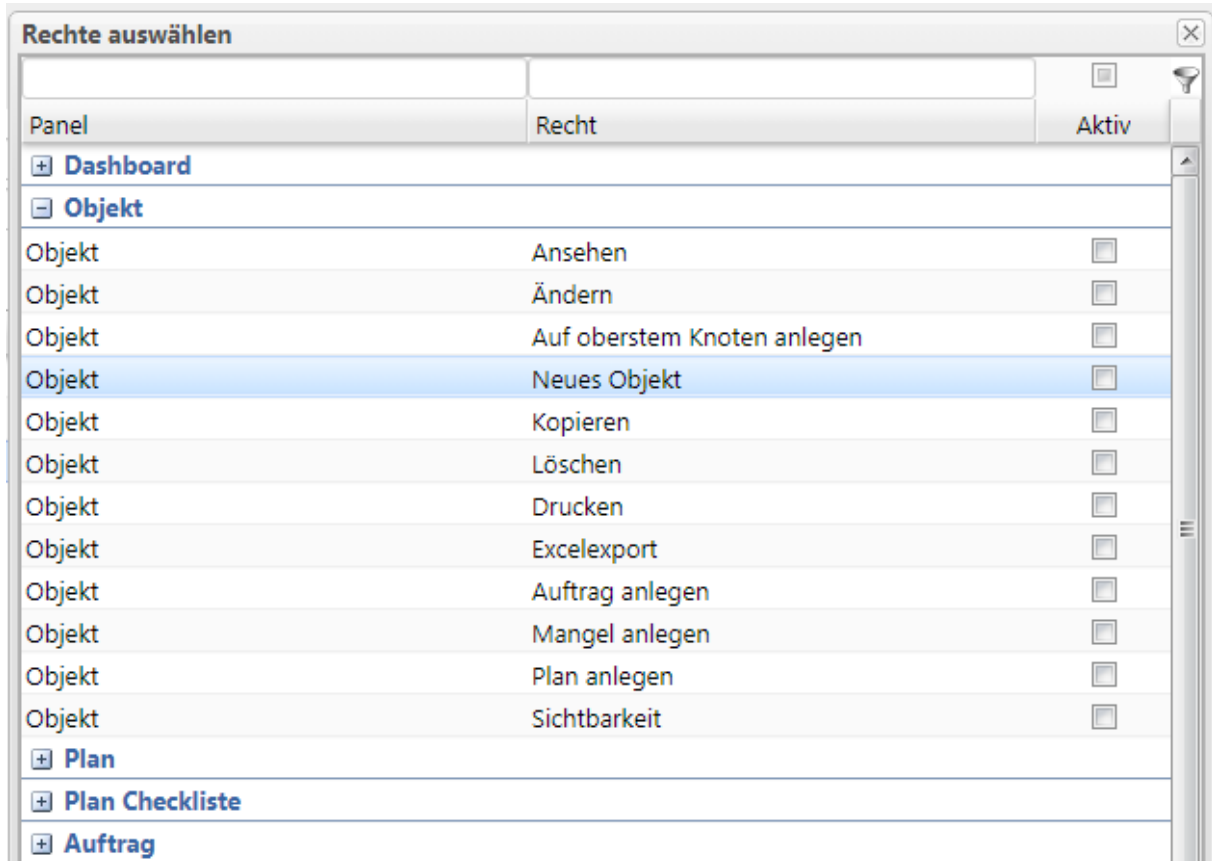 Rechte auswählen
Panel Recht Aktiv
Dashboard
Objekt
Objekt Ansehen
Objekt Ändern
Objekt Auf oberstem Knoten anlegen
Objekt Neues Objekt
Objekt Kopieren
Objekt Löschen
Objekt Drucken
Objekt Excelexport
Objekt Auftrag anlegen
Objekt Mangel anlegen
Objekt Plan anlegen
Objekt Sichtbarkeit
Plan
Plan Checkliste
Auftrag